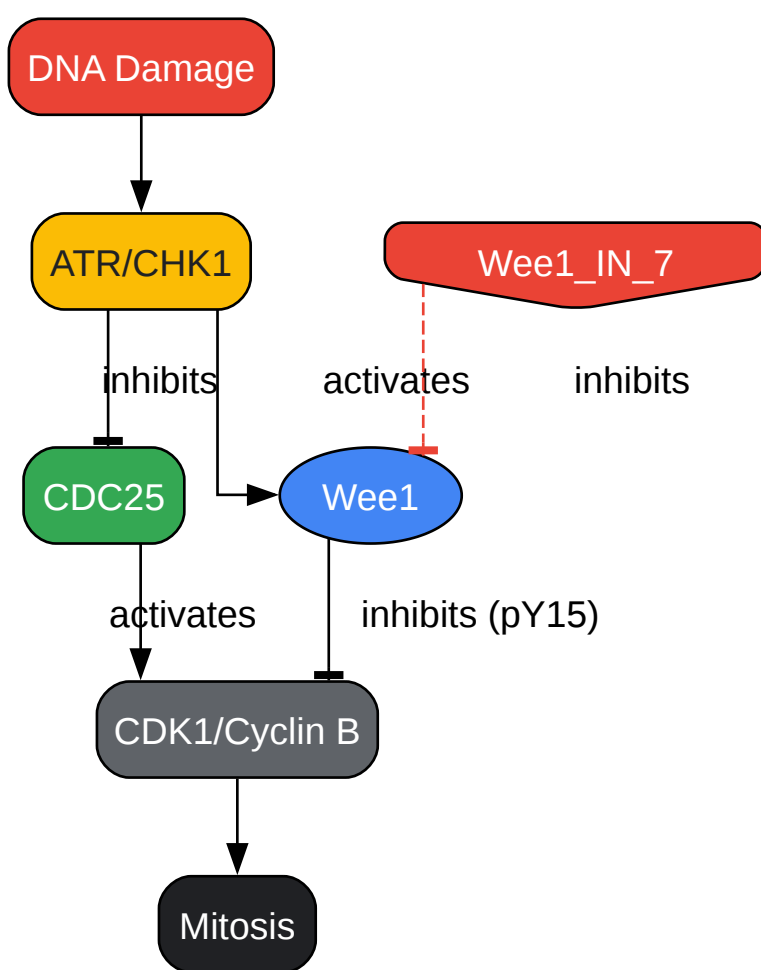 DNA Damage
ATR/CHK1
Wee1_IN_7
inhibits
activates
inhibits
CDC25
Wee1
activates
inhibits (pY15)
CDK1/Cyclin B
Mitosis